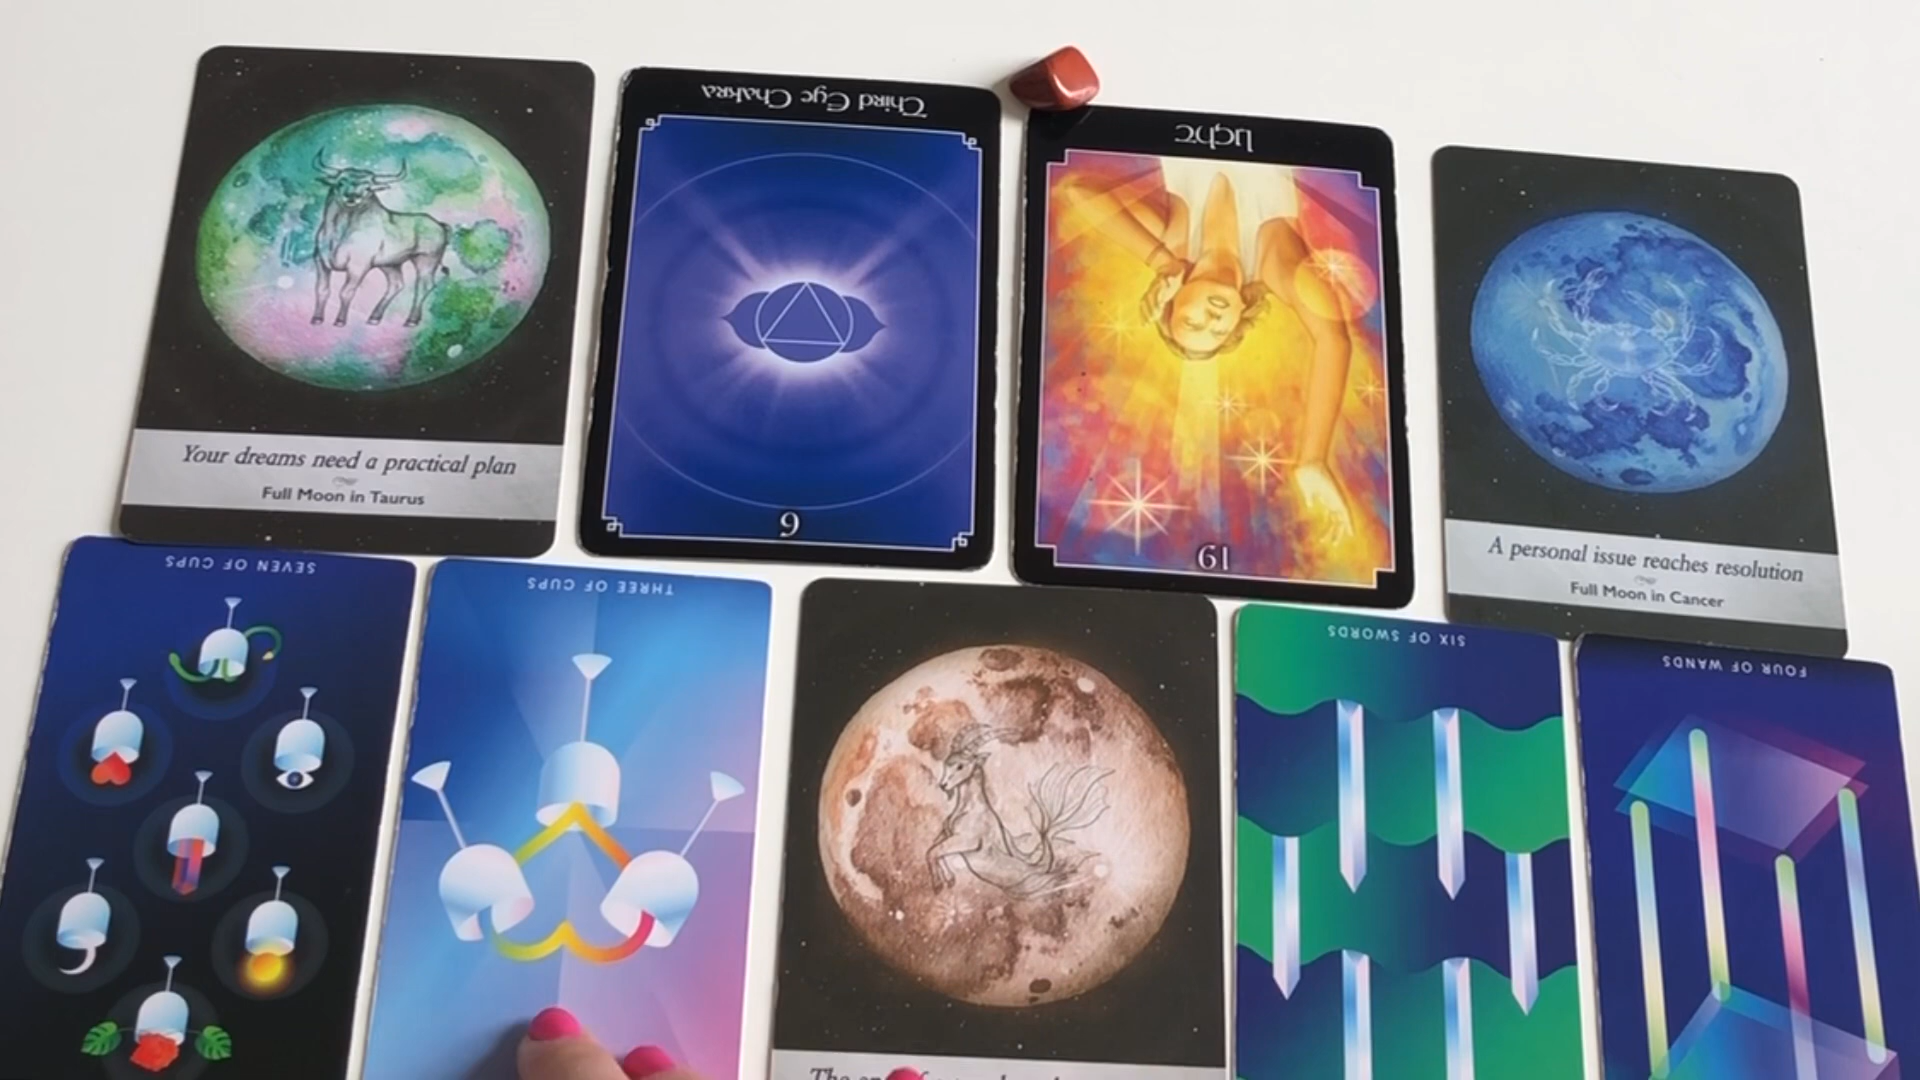 Third Eye Chakra
Light
Your dreams need a practical plan
Full Moon in Taurus
6
19
A personal issue reaches resolution
Full Moon in Cancer
SEVEN OF CUPS
THREE OF CUPS
SIX OF SWORDS
FOUR OF WANDS
The